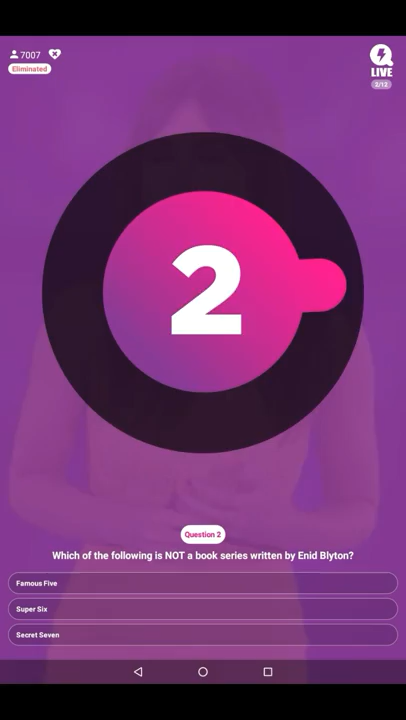 7007
Eliminated
LIVE
2/12
2
Question 2
Which of the following is NOT a book series written by Enid Blyton?
Famous Five
Super Six
Secret Seven